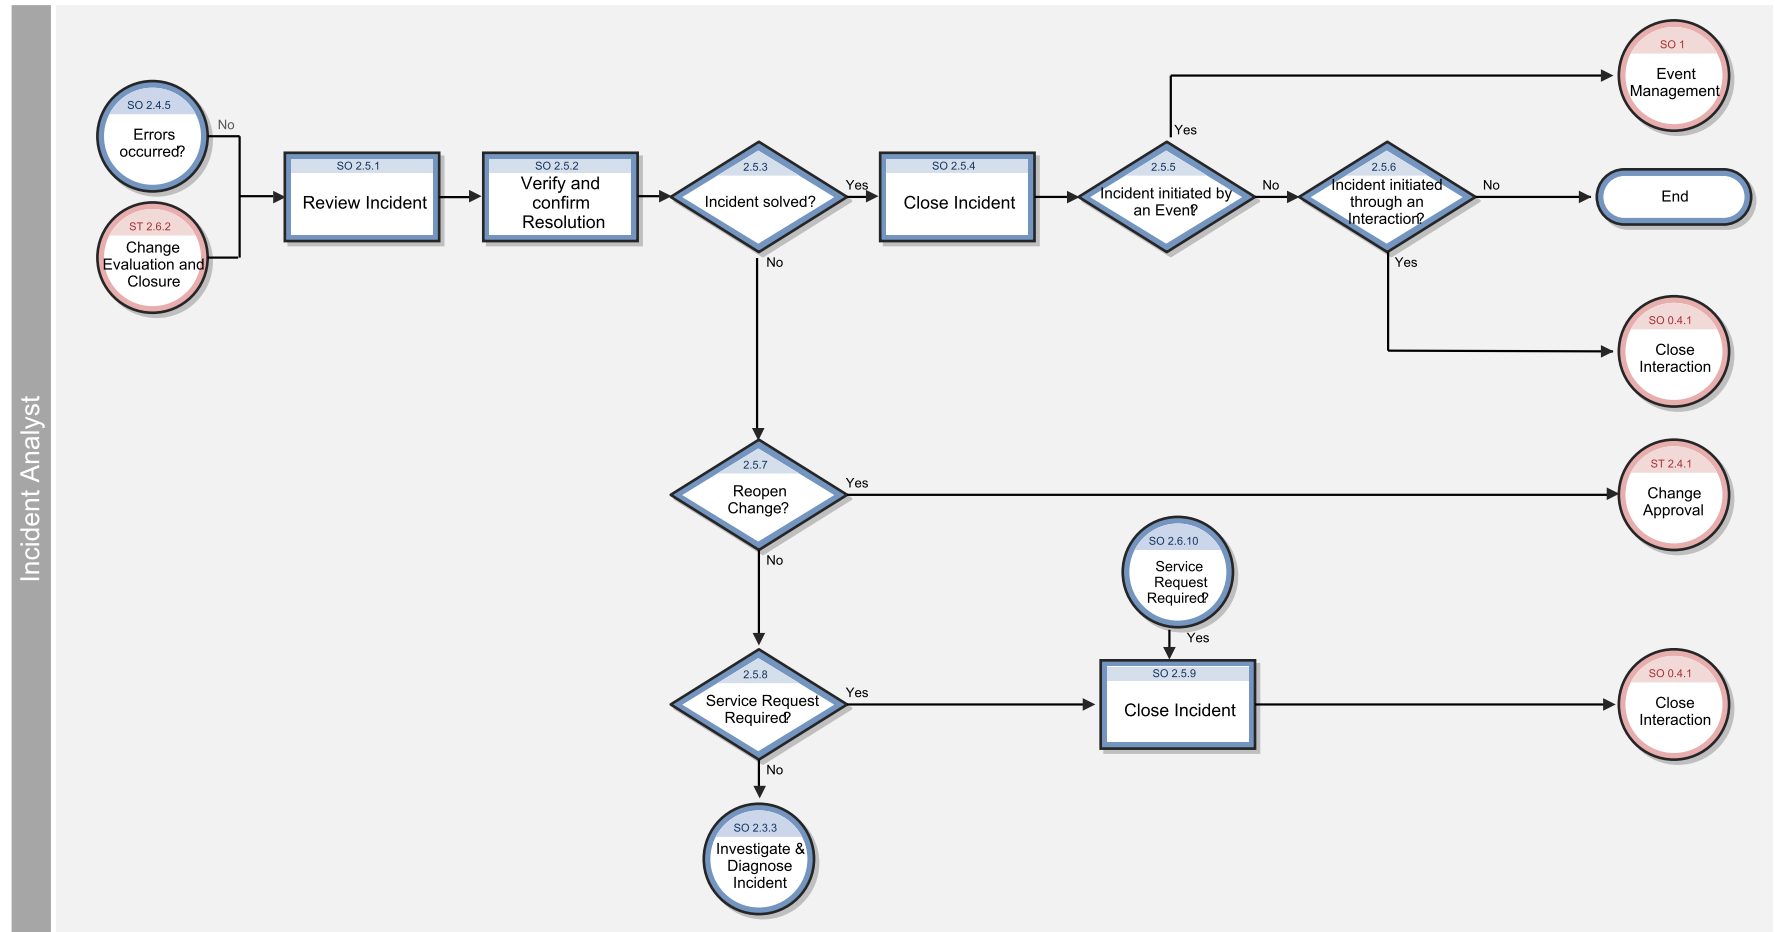 Incident Analyst
SO 2.4.5
Errors
occurred?
No
ST 2.6.2
Change
Evaluation and
Closure
SO 2.5.1
Review Incident
SO 2.5.2
Verify and
confirm
Resolution
2.5.3
Incident solved?
Yes
No
SO 2.5.4
Close Incident
2.5.5
Incident initiated by
an Event?
Yes
No
SO 1
Event
Management
2.5.6
Incident initiated
through an
Interaction?
No
Yes
End
SO 0.4.1
Close
Interaction
2.5.7
Reopen
Change?
Yes
No
ST 2.4.1
Change
Approval
SO 2.6.10
Service
Request
Required?
Yes
2.5.8
Service Request
Required?
Yes
No
SO 2.5.9
Close Incident
SO 0.4.1
Close
Interaction
SO 2.3.3
Investigate &
Diagnose
Incident